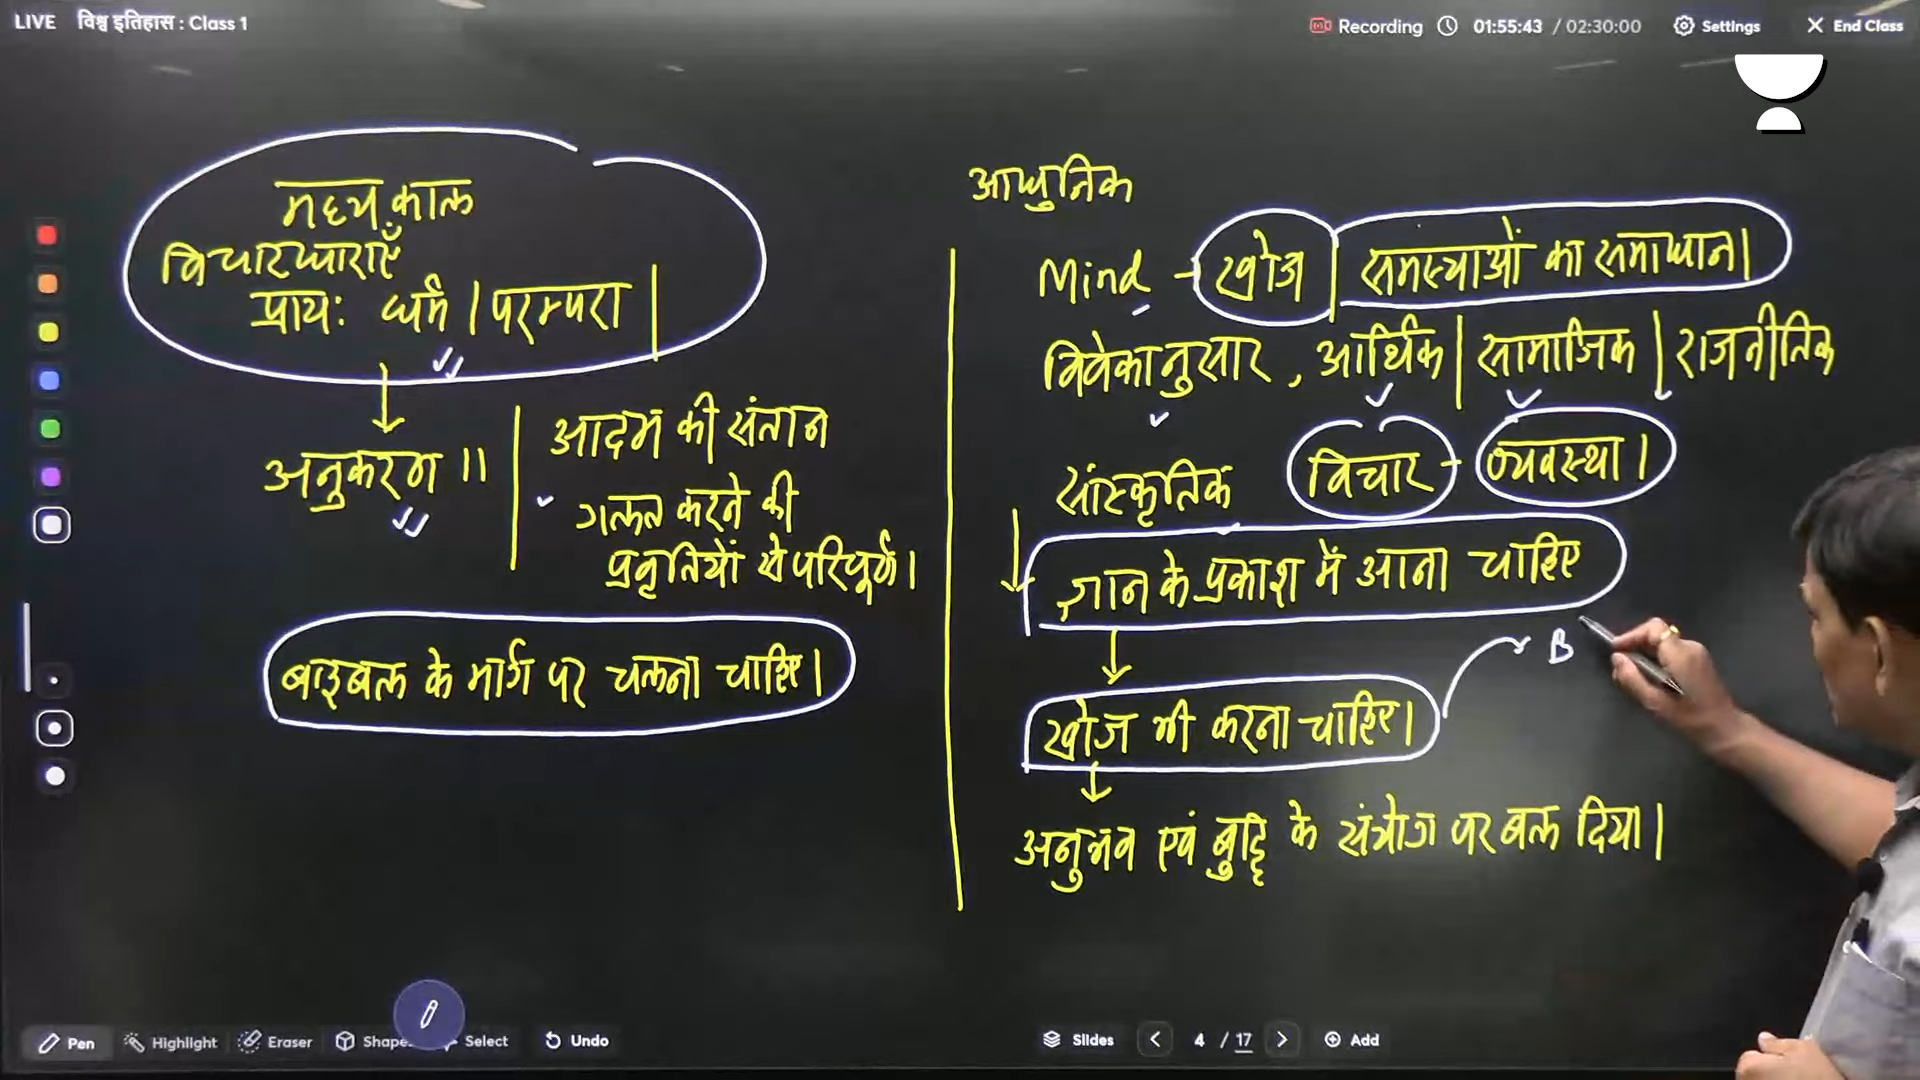 LIVE विश्व इतिहास : Class 1
Recording 01:55:43 / 02:30:00 Settings End Class
मध्य काल
विचारधाराएँ
प्रायः धर्म | परम्परा |
अनुकरण ॥
आदम की संतान
गलत करने की
प्रवृत्तियों से परिपूर्ण।
बाइबल के मार्ग पर चलना चाहिए।
आधुनिक
Mind - खोज | समस्याओं का समाधान।
विवेकानुसार, आर्थिक | सामाजिक | राजनीतिक
सांस्कृतिक विचार - व्यवस्था।
ज्ञान के प्रकाश में आना चाहिए
B
खोज भी करना चाहिए।
अनुभव एवं बुद्धि के संयोग पर बल दिया।
Pen Highlight Eraser Shape Select Undo Slides 4 / 17 Add